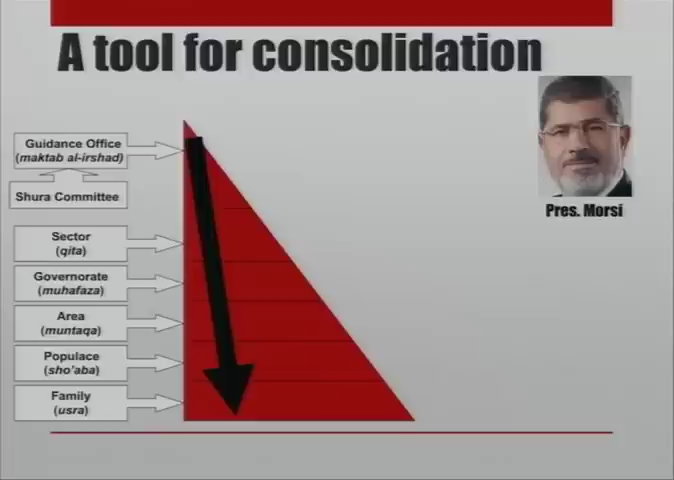 A tool for consolidation
Guidance Office
(maktab al-irshad)
Shura Committee
Sector
(qita)
Governorate
(muhafaza)
Area
(muntaqa)
Populace
(sho'aba)
Family
(usra)
Pres. Morsi